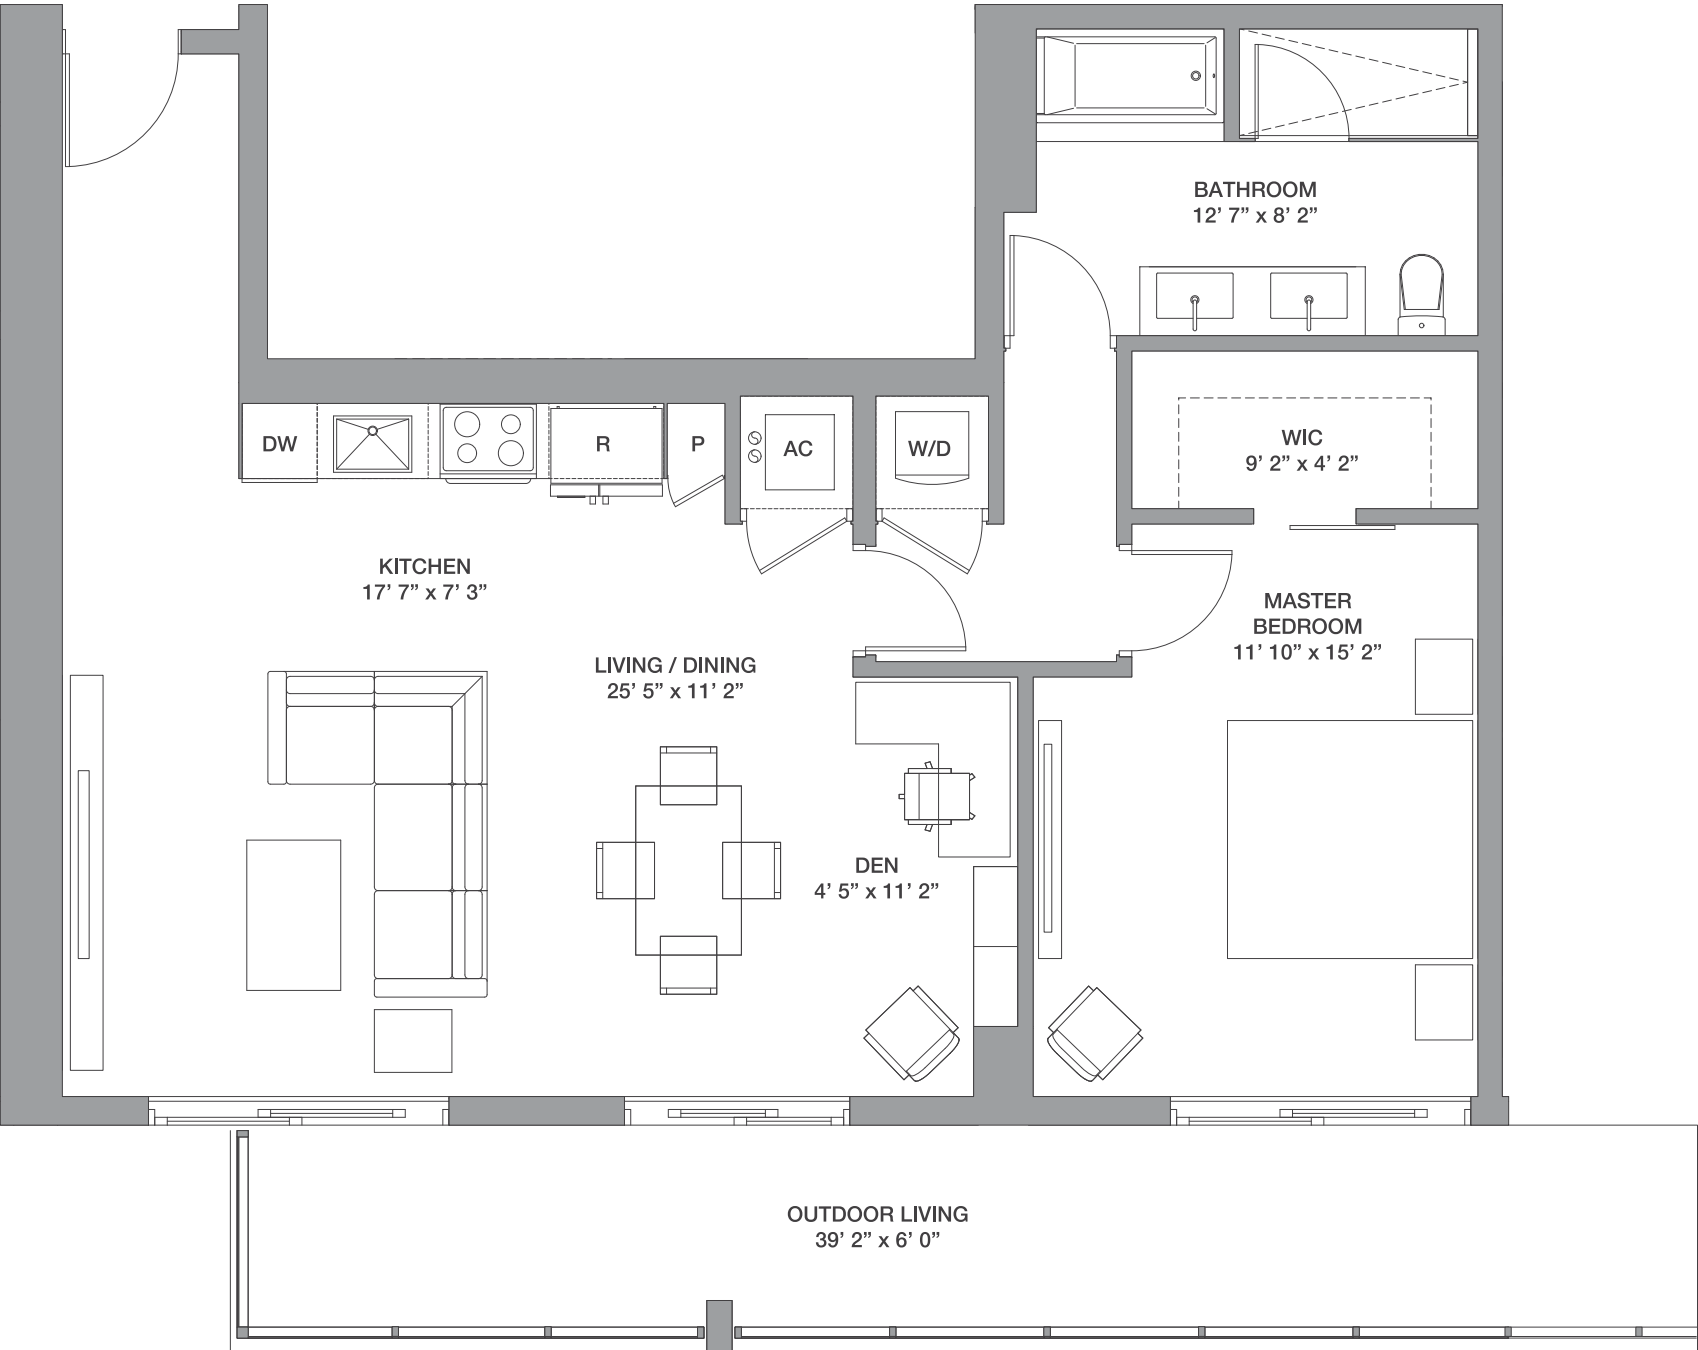 BATHROOM
12’ 7” x 8’ 2”
DW
R
P
AC
W/D
WIC
9’ 2” x 4’ 2”
KITCHEN
17’ 7” x 7’ 3”
MASTER
BEDROOM
11’ 10” x 15’ 2”
LIVING / DINING
25’ 5” x 11’ 2”
DEN
4’ 5” x 11’ 2”
OUTDOOR LIVING
39’ 2” x 6’ 0”